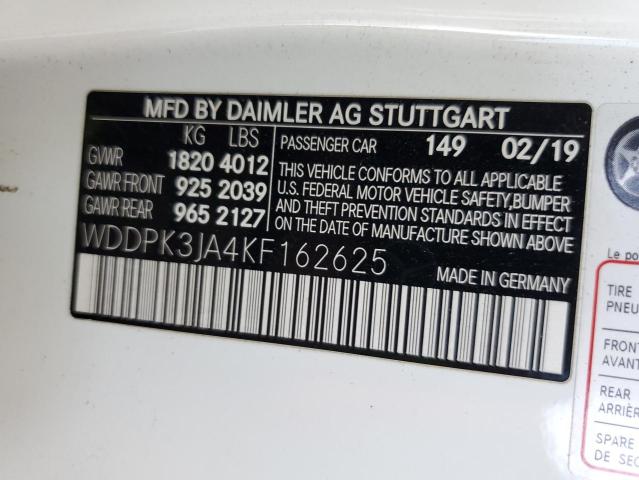 MFD BY DAIMLER AG STUTTGART
KG LBS
GVWR 1820 4012
GAWR FRONT 925 2039
GAWR REAR 965 2127
PASSENGER CAR 149 02/19
THIS VEHICLE CONFORMS TO ALL APPLICABLE
U.S. FEDERAL MOTOR VEHICLE SAFETY,BUMPER
AND THEFT PREVENTION STANDARDS IN EFFECT
ON THE DATE OF MANUFACTURE SHOWN ABOVE
WDDPK3JA4KF162625
MADE IN GERMANY
Le
TIRE
PNEU
FRONT
AVANT
REAR
ARRIÈR
SPARE
DE SEC